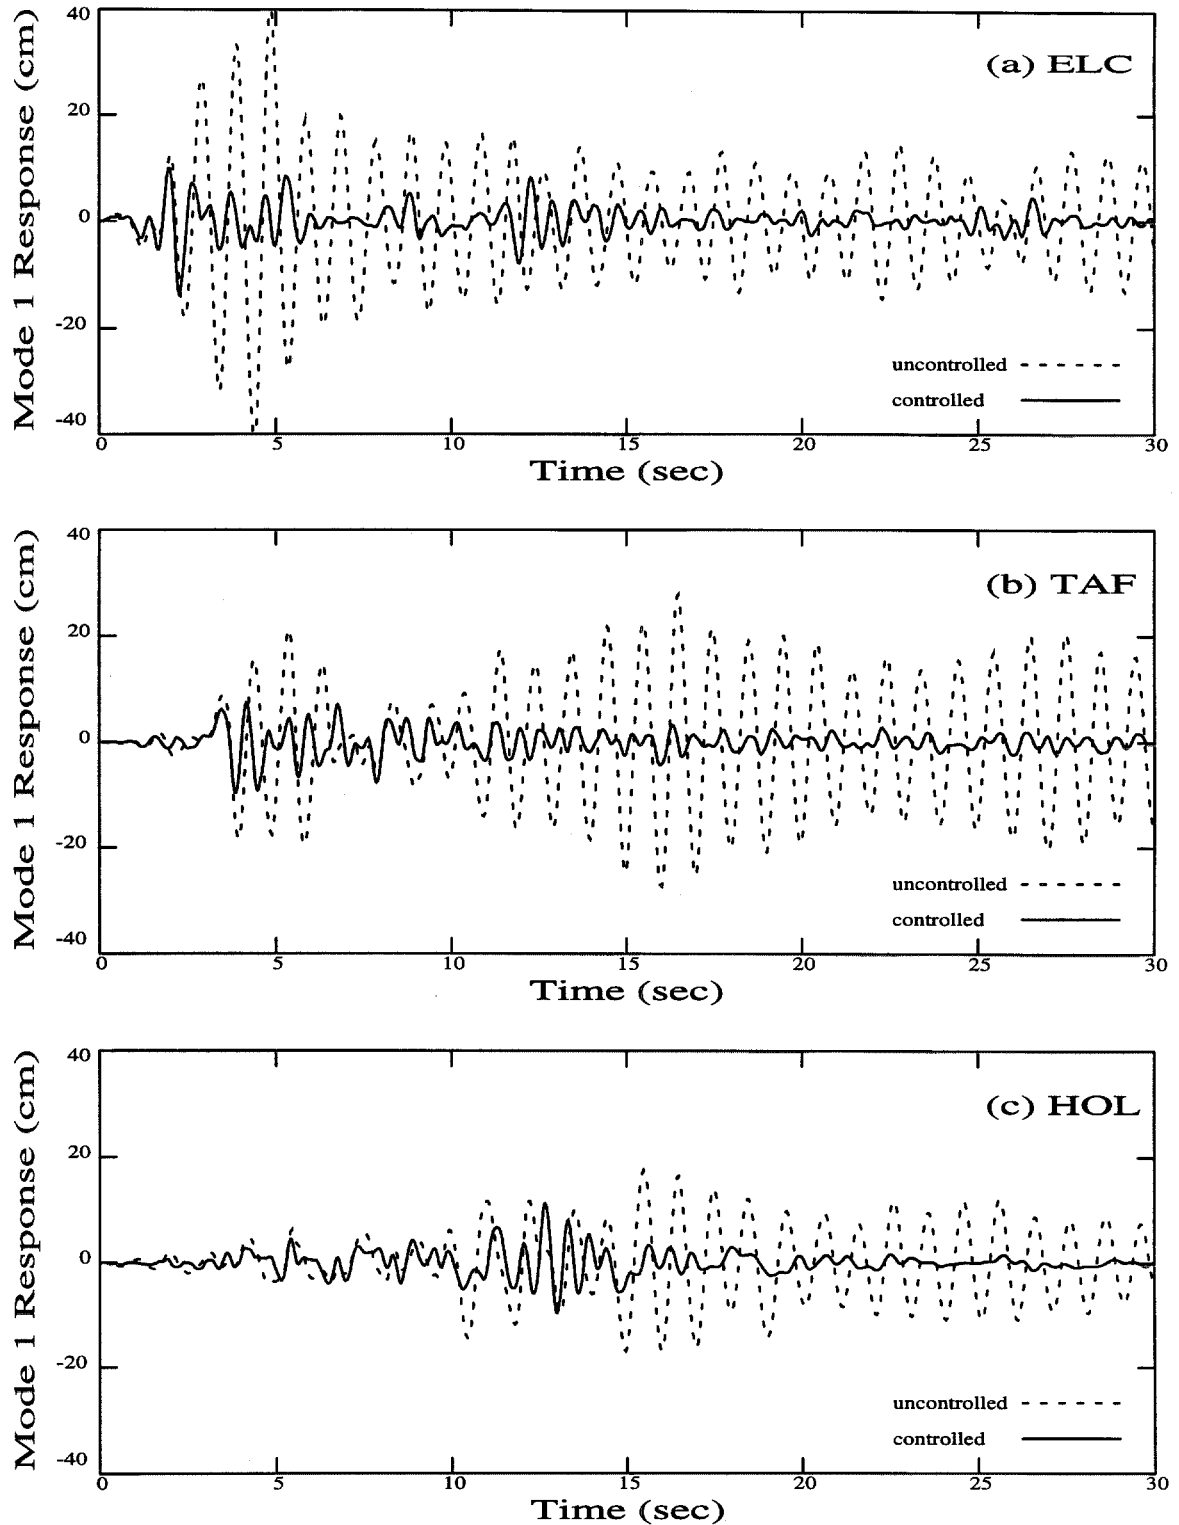 40
20
0
-20
-40
Mode 1 Response (cm)
(a) ELC
uncontrolled
controlled
0 5 10 15 20 25 30
Time (sec)
40
20
0
-20
-40
Mode 1 Response (cm)
(b) TAF
uncontrolled
controlled
0 5 10 15 20 25 30
Time (sec)
40
20
0
-20
-40
Mode 1 Response (cm)
(c) HOL
uncontrolled
controlled
0 5 10 15 20 25 30
Time (sec)